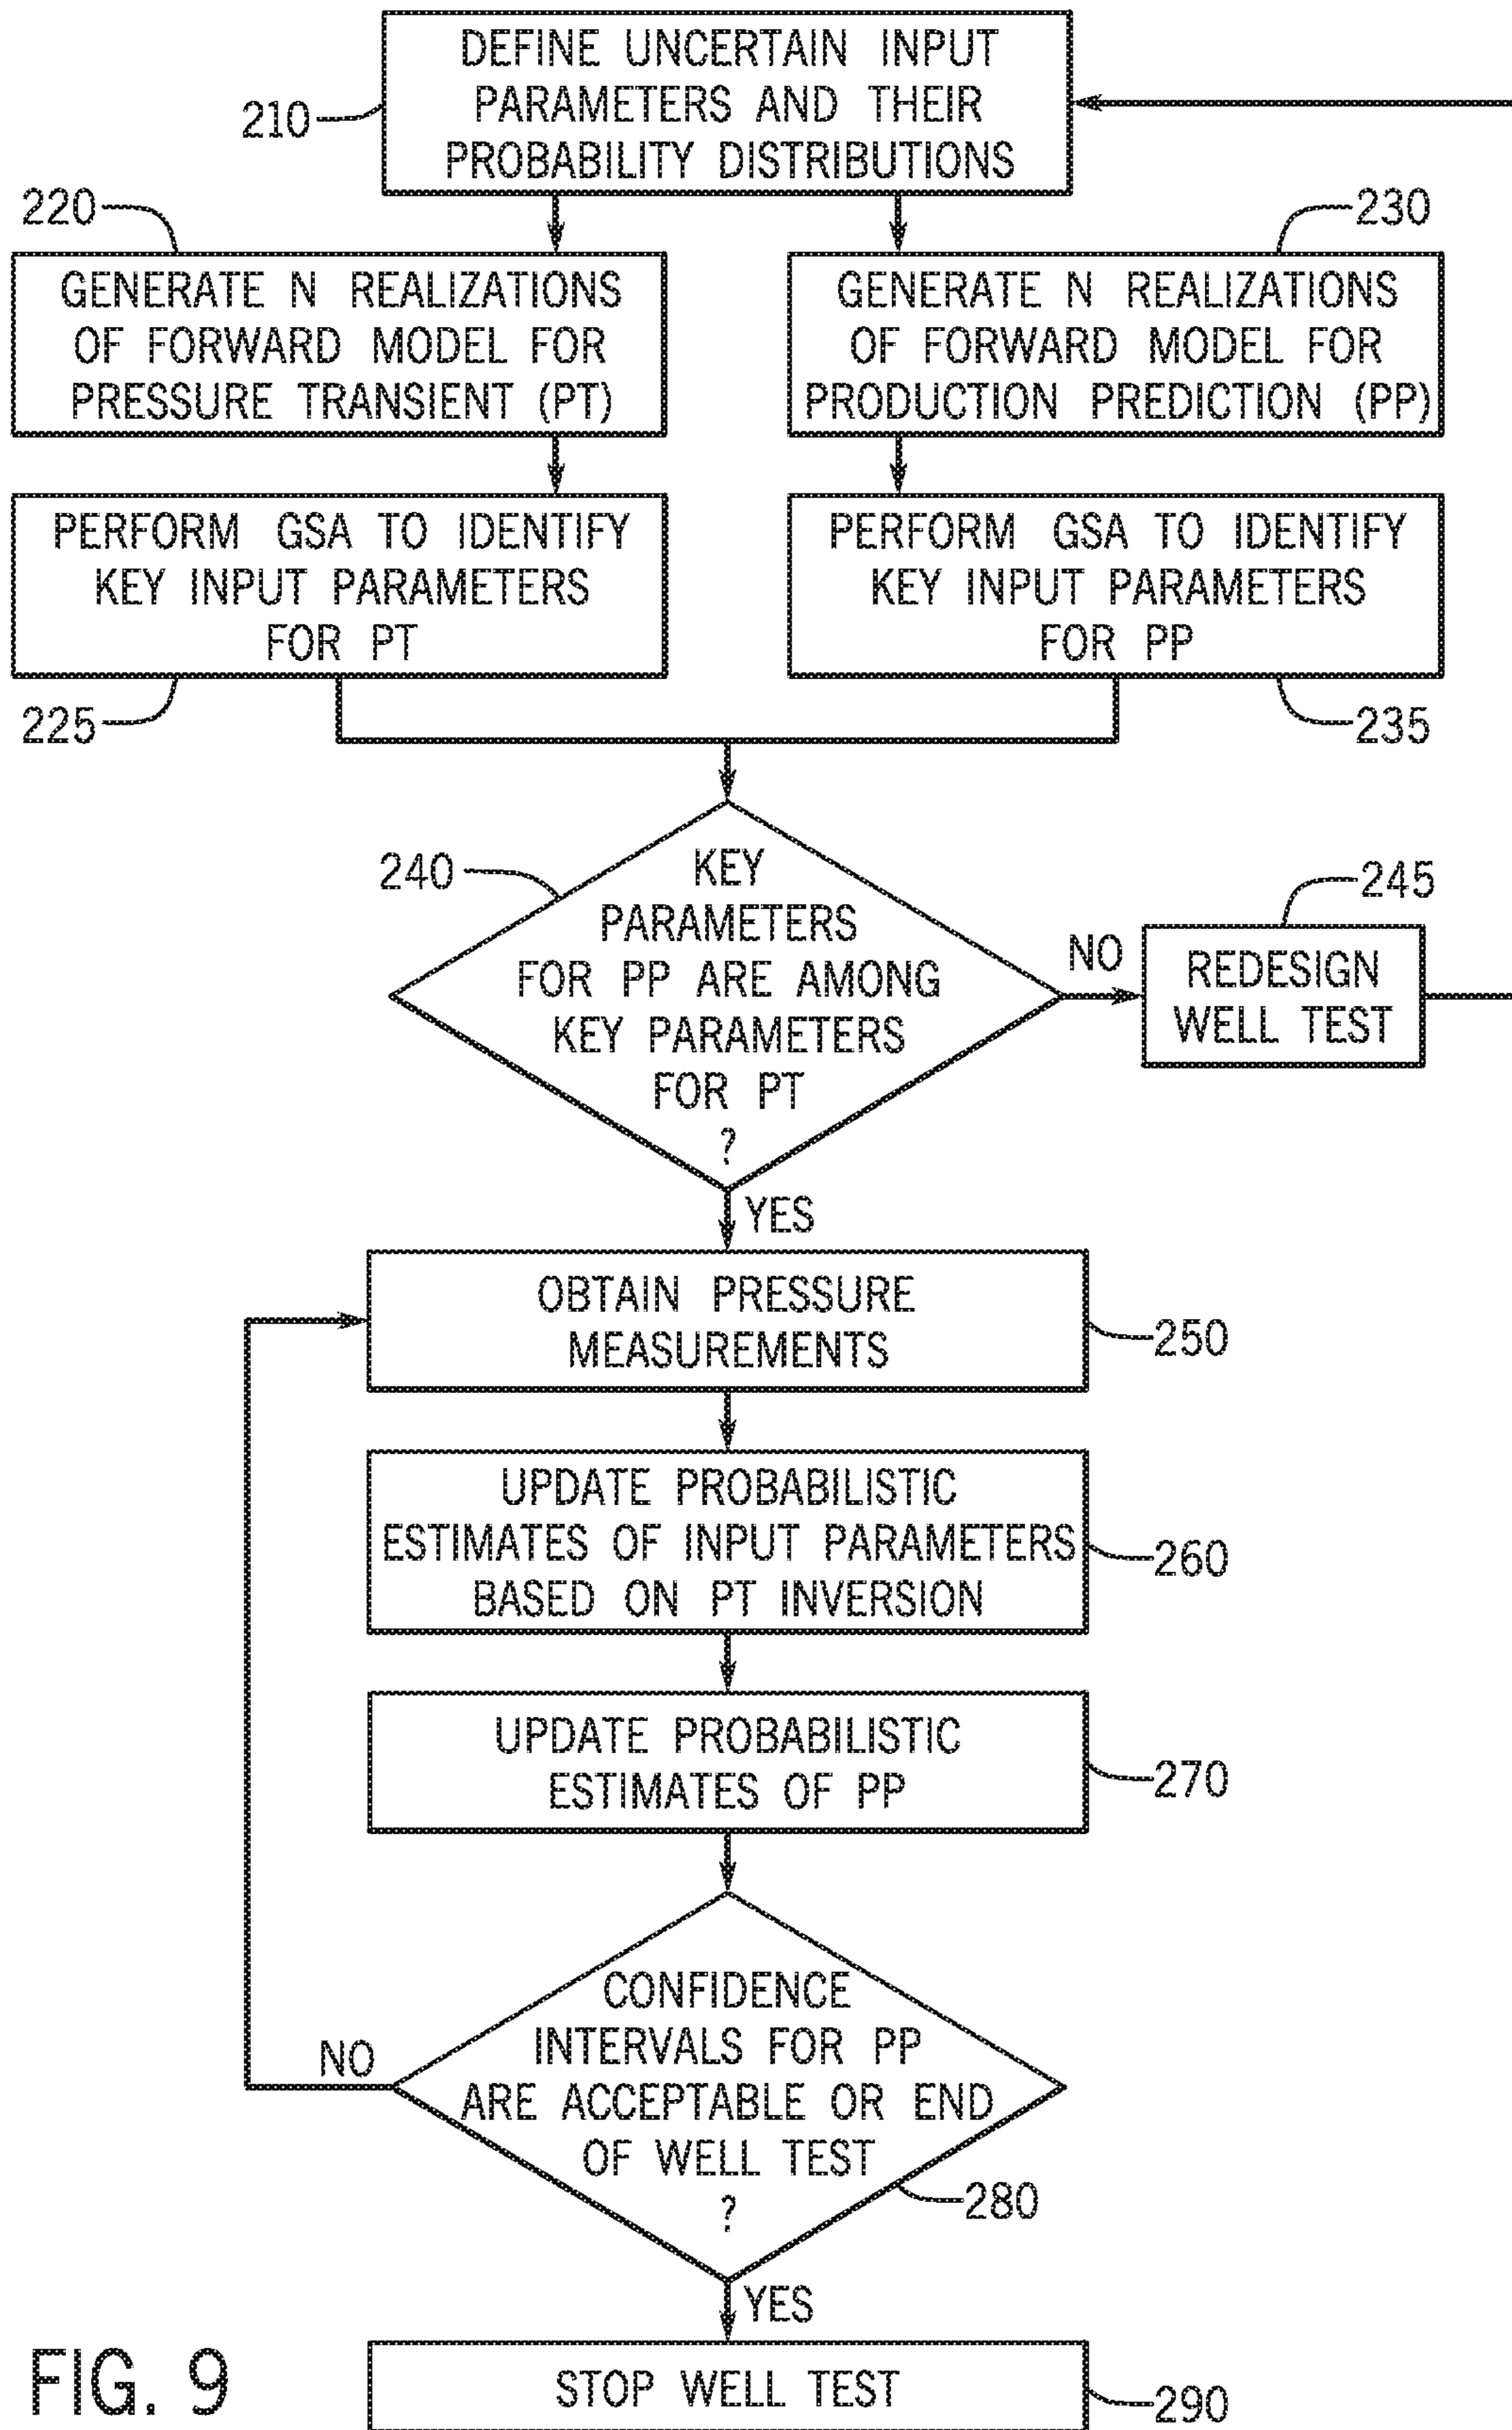 DEFINE UNCERTAIN INPUT
PARAMETERS AND THEIR
PROBABILITY DISTRIBUTIONS
210
220
GENERATE N REALIZATIONS
OF FORWARD MODEL FOR
PRESSURE TRANSIENT (PT)
230
GENERATE N REALIZATIONS
OF FORWARD MODEL FOR
PRODUCTION PREDICTION (PP)
PERFORM GSA TO IDENTIFY
KEY INPUT PARAMETERS
FOR PT
225
PERFORM GSA TO IDENTIFY
KEY INPUT PARAMETERS
FOR PP
235
240
KEY
PARAMETERS
FOR PP ARE AMONG
KEY PARAMETERS
FOR PT
?
NO
245
REDESIGN
WELL TEST
YES
OBTAIN PRESSURE
MEASUREMENTS
250
UPDATE PROBABILISTIC
ESTIMATES OF INPUT PARAMETERS
BASED ON PT INVERSION
260
UPDATE PROBABILISTIC
ESTIMATES OF PP
270
CONFIDENCE
INTERVALS FOR PP
ARE ACCEPTABLE OR END
OF WELL TEST
?
NO
280
YES
STOP WELL TEST
290
FIG. 9